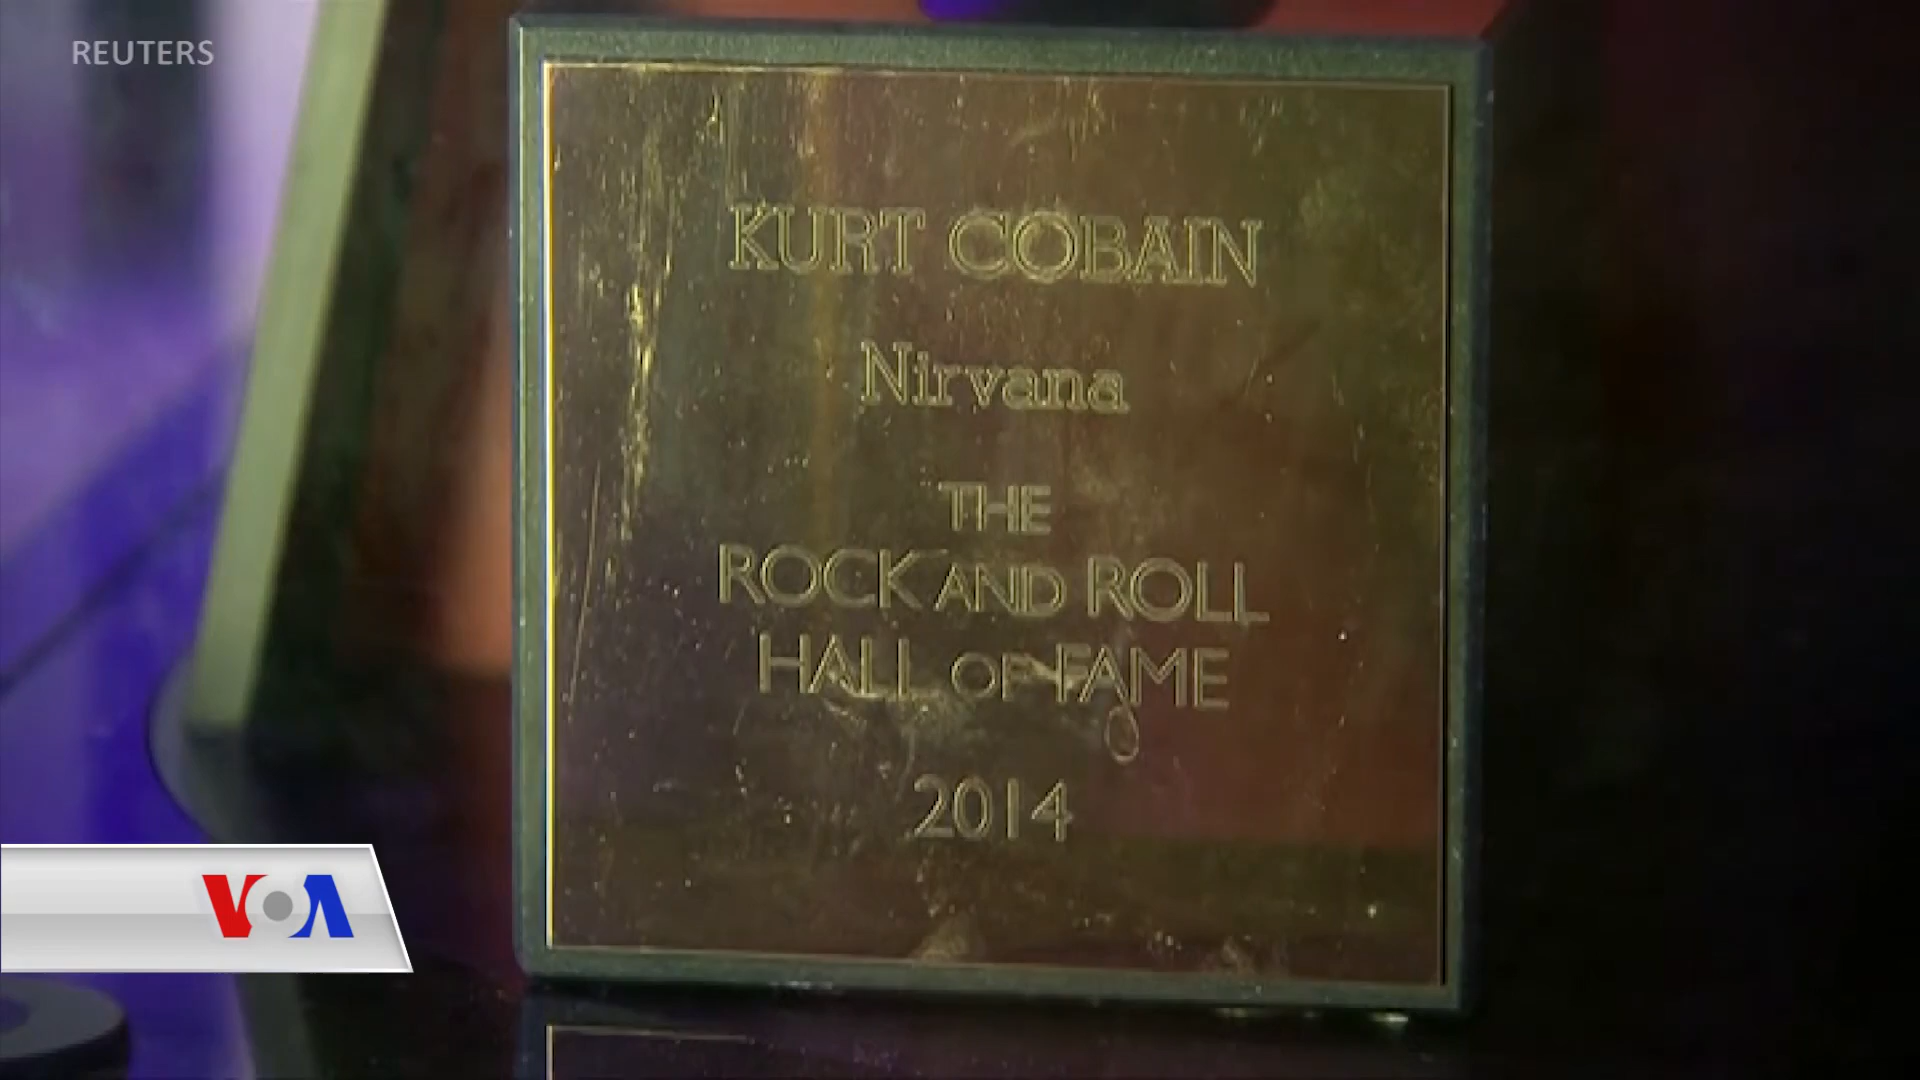 REUTERS
KURT COBAIN
Nirvana
THE
ROCK AND ROLL
HALL OF FAME
2014
VOA